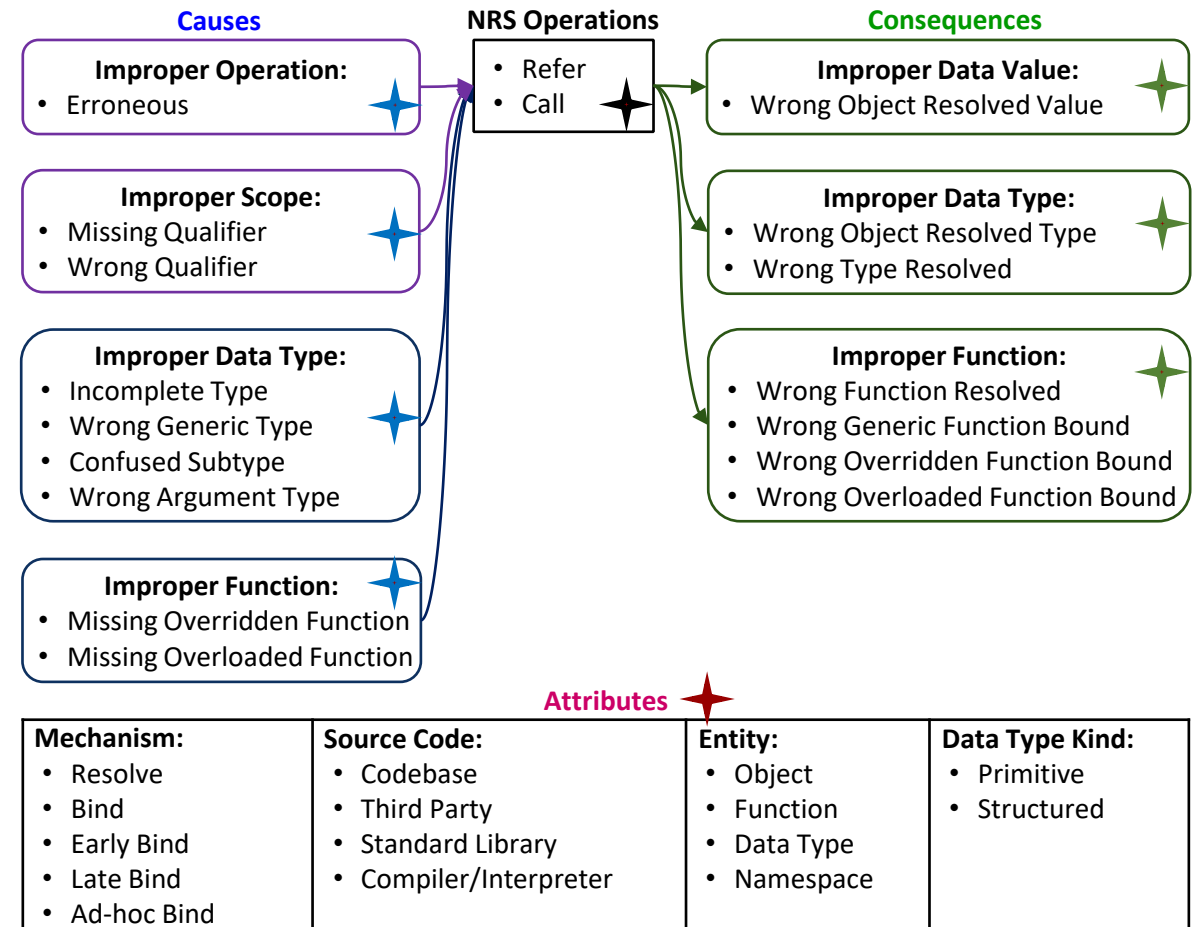 Causes
Improper Operation:
• Erroneous
Improper Scope:
• Missing Qualifier
• Wrong Qualifier
Improper Data Type:
• Incomplete Type
• Wrong Generic Type
• Confused Subtype
• Wrong Argument Type
Improper Function:
• Missing Overridden Function
• Missing Overloaded Function
NRS Operations
• Refer
• Call
Consequences
Improper Data Value:
• Wrong Object Resolved Value
Improper Data Type:
• Wrong Object Resolved Type
• Wrong Type Resolved
Improper Function:
• Wrong Function Resolved
• Wrong Generic Function Bound
• Wrong Overridden Function Bound
• Wrong Overloaded Function Bound
Attributes
Mechanism:
• Resolve
• Bind
• Early Bind
• Late Bind
• Ad-hoc Bind
Source Code:
• Codebase
• Third Party
• Standard Library
• Compiler/Interpreter
Entity:
• Object
• Function
• Data Type
• Namespace
Data Type Kind:
• Primitive
• Structured